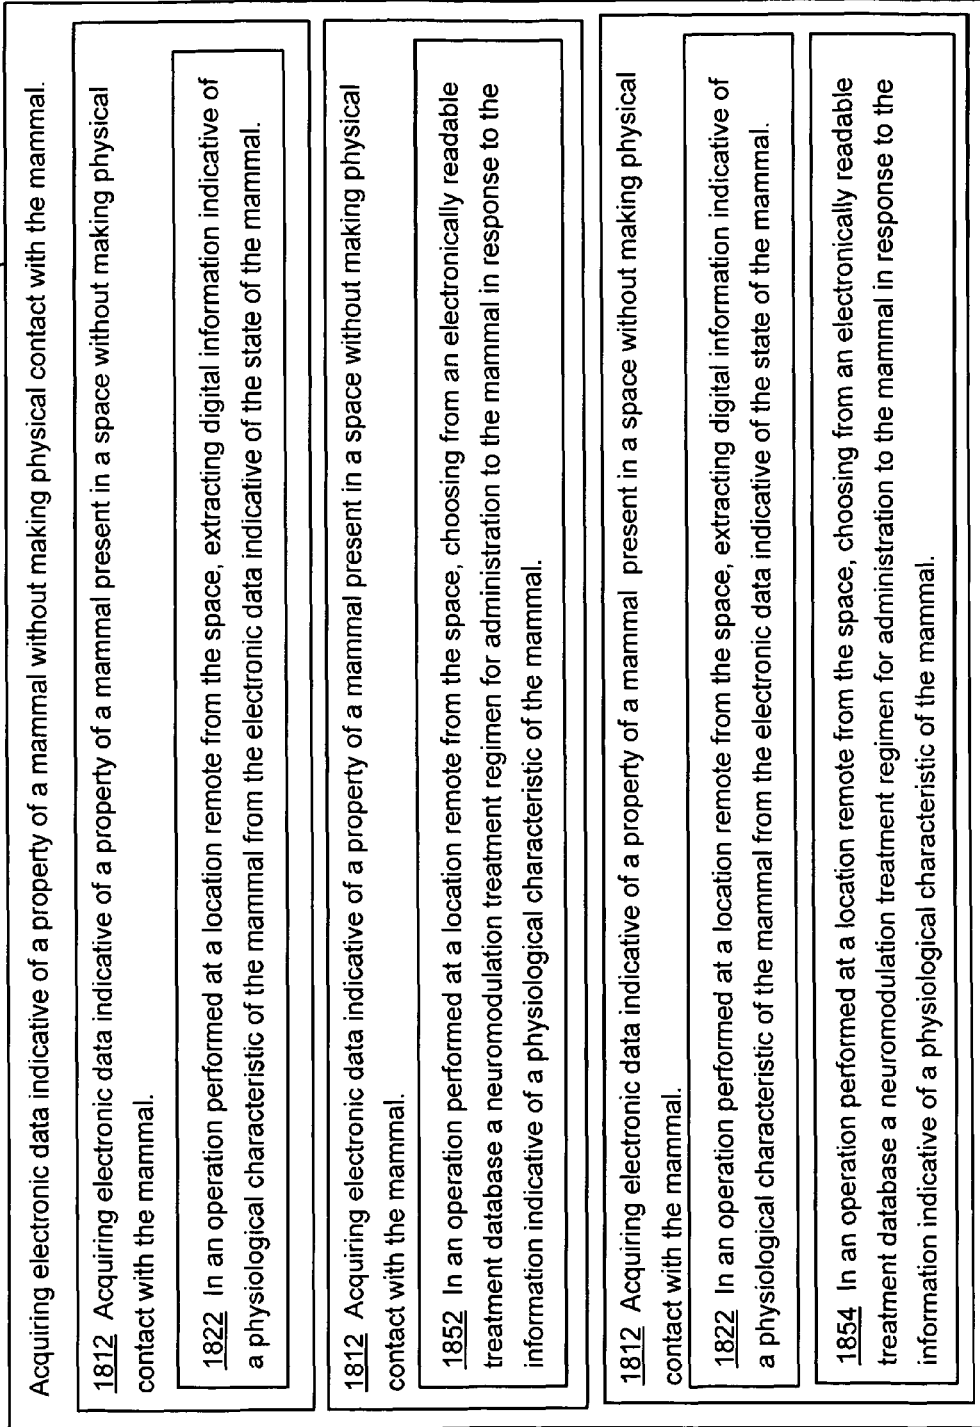 Acquiring electronic data indicative of a property of a mammal without making physical contact with the mammal.
1812 Acquiring electronic data indicative of a property of a mammal present in a space without making physical
contact with the mammal.
1822 In an operation performed at a location remote from the space, extracting digital information indicative of
a physiological characteristic of the mammal from the electronic data indicative of the state of the mammal.
1812 Acquiring electronic data indicative of a property of a mammal present in a space without making physical
contact with the mammal.
1852 In an operation performed at a location remote from the space, choosing from an electronically readable
treatment database a neuromodulation treatment regimen for administration to the mammal in response to the
information indicative of a physiological characteristic of the mammal.
1812 Acquiring electronic data indicative of a property of a mammal present in a space without making physical
contact with the mammal.
1822 In an operation performed at a location remote from the space, extracting digital information indicative of
a physiological characteristic of the mammal from the electronic data indicative of the state of the mammal.
1854 In an operation performed at a location remote from the space, choosing from an electronically readable
treatment database a neuromodulation treatment regimen for administration to the mammal in response to the
information indicative of a physiological characteristic of the mammal.